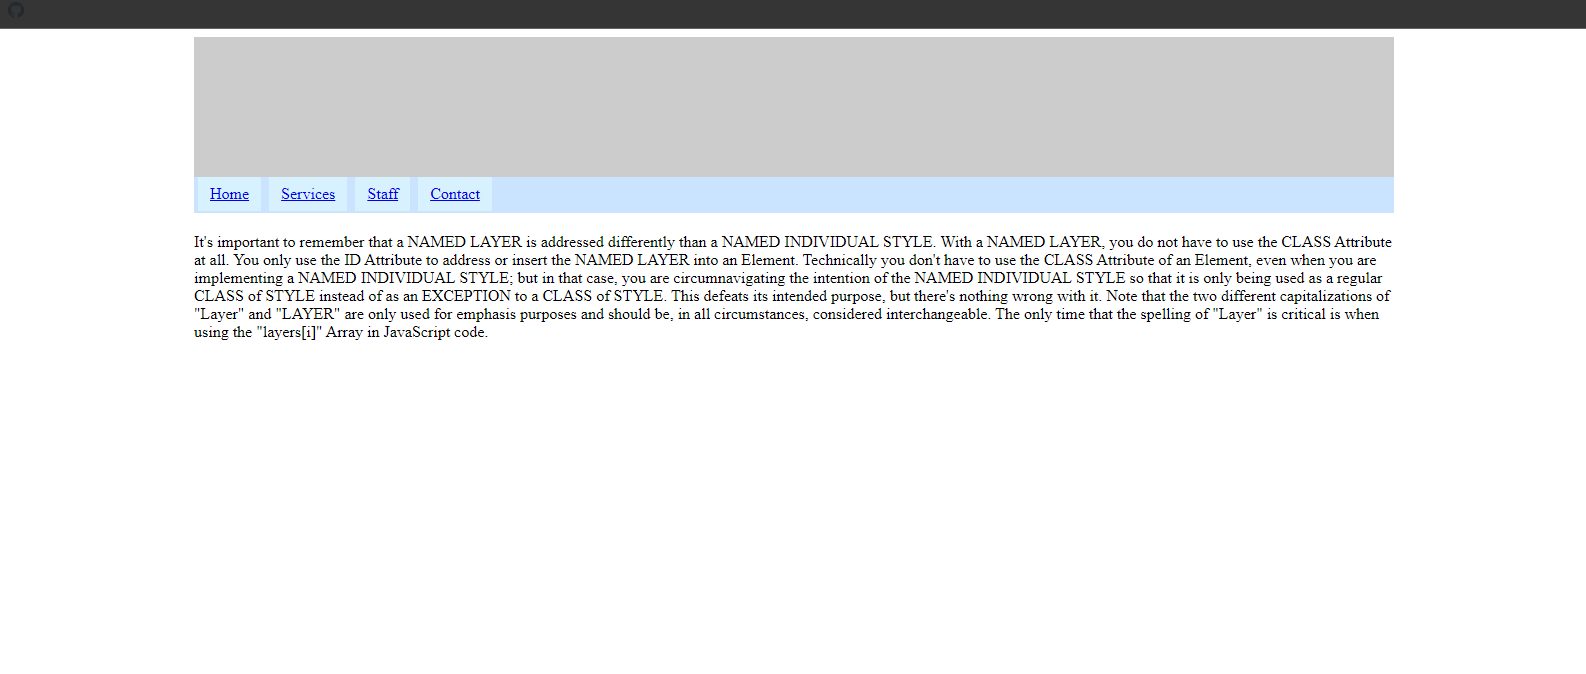 Home Services Staff Contact
It's important to remember that a NAMED LAYER is addressed differently than a NAMED INDIVIDUAL STYLE. With a NAMED LAYER, you do not have to use the CLASS Attribute
at all. You only use the ID Attribute to address or insert the NAMED LAYER into an Element. Technically you don't have to use the CLASS Attribute of an Element, even when you are
implementing a NAMED INDIVIDUAL STYLE; but in that case, you are circumnavigating the intention of the NAMED INDIVIDUAL STYLE so that it is only being used as a regular
CLASS of STYLE instead of as an EXCEPTION to a CLASS of STYLE. This defeats its intended purpose, but there's nothing wrong with it. Note that the two different capitalizations of
"Layer" and "LAYER" are only used for emphasis purposes and should be, in all circumstances, considered interchangeable. The only time that the spelling of "Layer" is critical is when
using the "layers[i]" Array in JavaScript code.